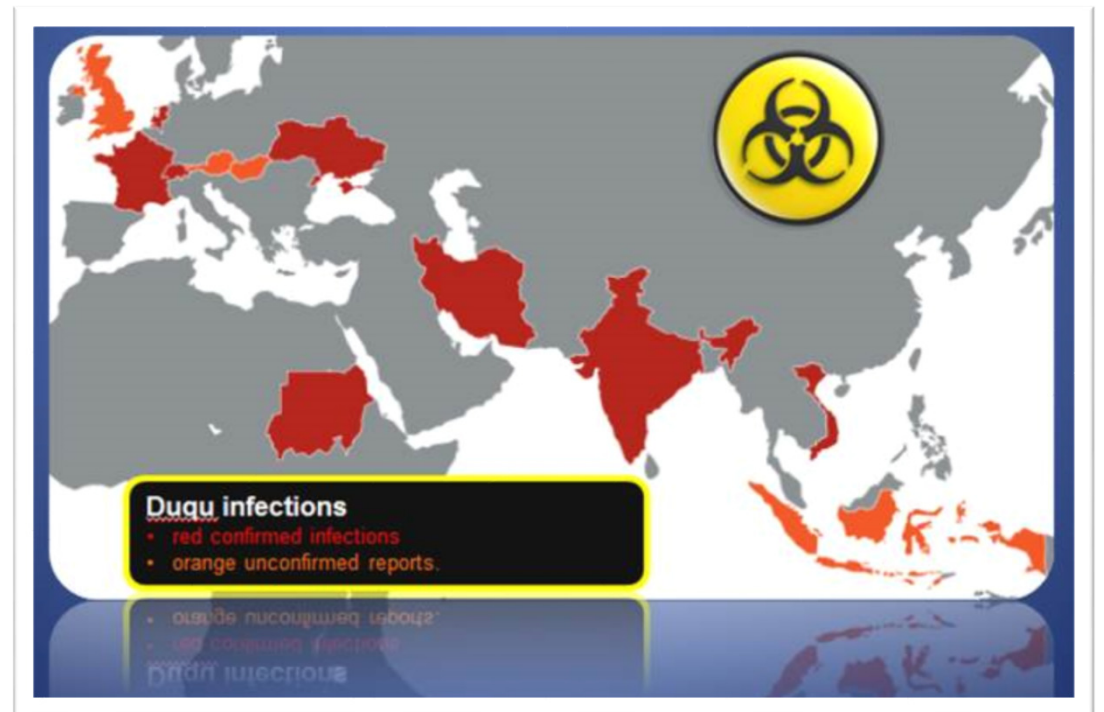 Duqu infections
• red confirmed infections
• orange unconfirmed reports.